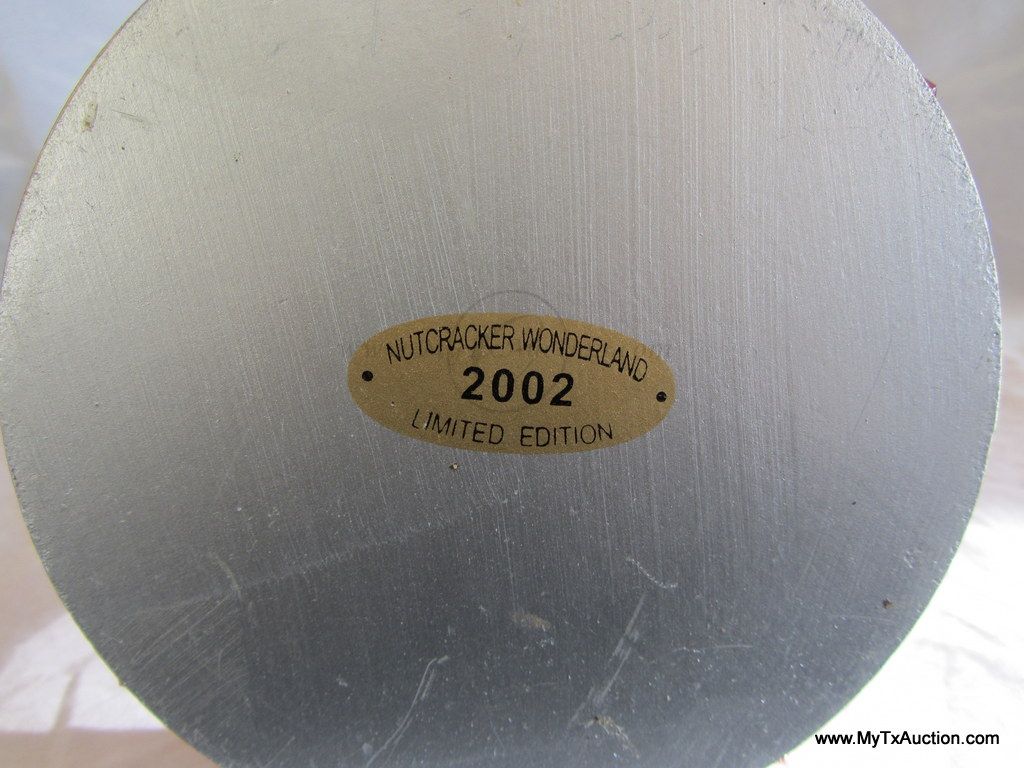 NUTCRACKER WONDERLAND
2002
LIMITED EDITION
www.MyTxAuction.com